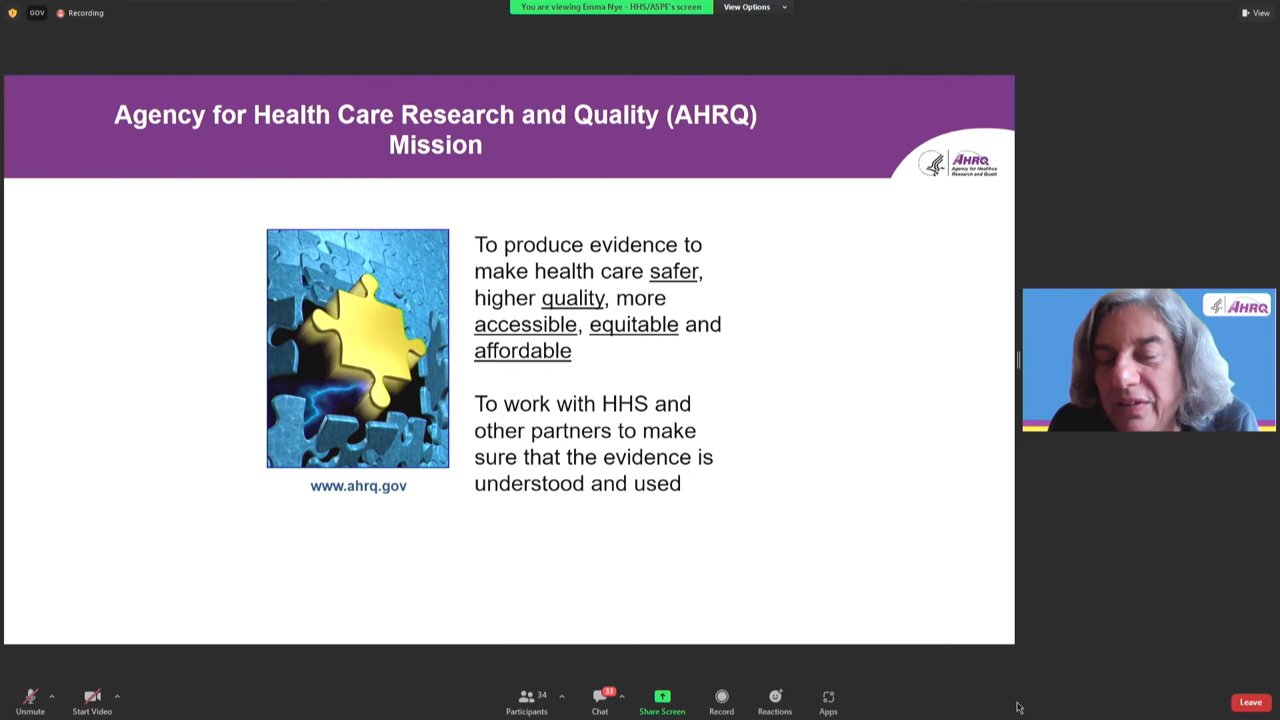 GOV
Recording
You are viewing Emma Nye - HHS/ASPE's screen
View Options
View
Agency for Health Care Research and Quality (AHRQ)
Mission
AHRQ
Agency for Healthca
Research and Quali
To produce evidence to
make health care safer,
higher quality, more
accessible, equitable and
affordable
To work with HHS and
other partners to make
sure that the evidence is
understood and used
www.ahrq.gov
AHRQ
Unmute
Start Video
34
Participants
33
Chat
Share Screen
Record
Reactions
Apps
Leave